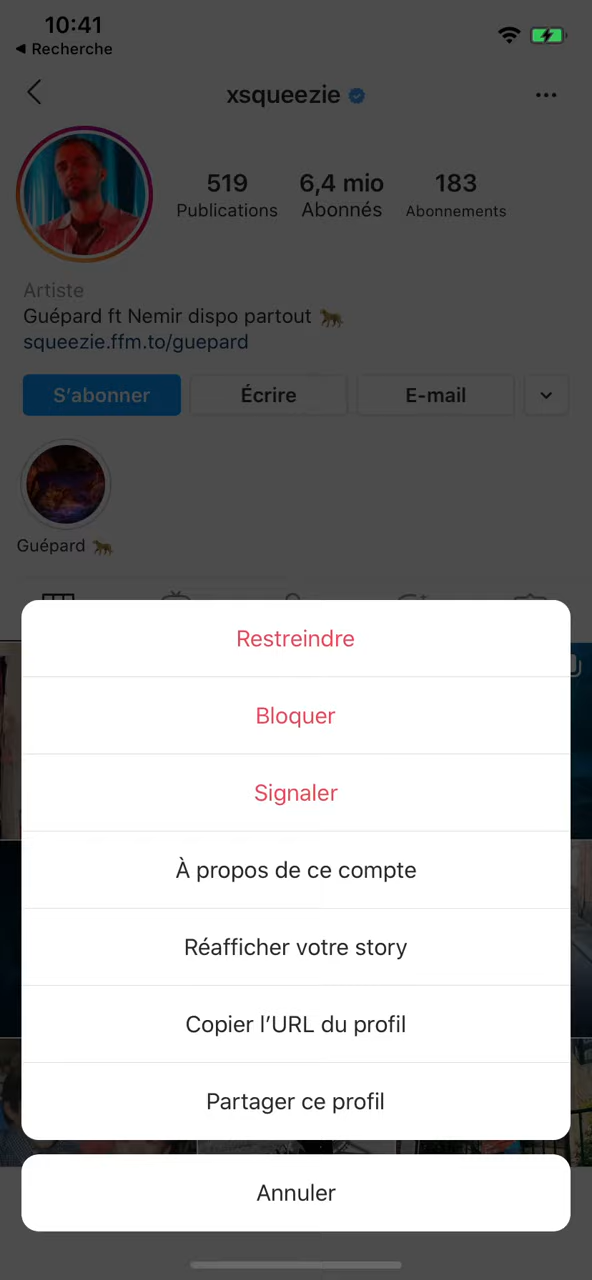 10:41
◀ Recherche
xsqueezie
519
Publications
6,4 mio
Abonnés
183
Abonnements
Artiste
Guépard ft Nemir dispo partout 🐆
squeezie.ffm.to/guepard
S’abonner
Écrire
E-mail
Guépard 🐆
Restreindre
Bloquer
Signaler
À propos de ce compte
Réafficher votre story
Copier l’URL du profil
Partager ce profil
Annuler